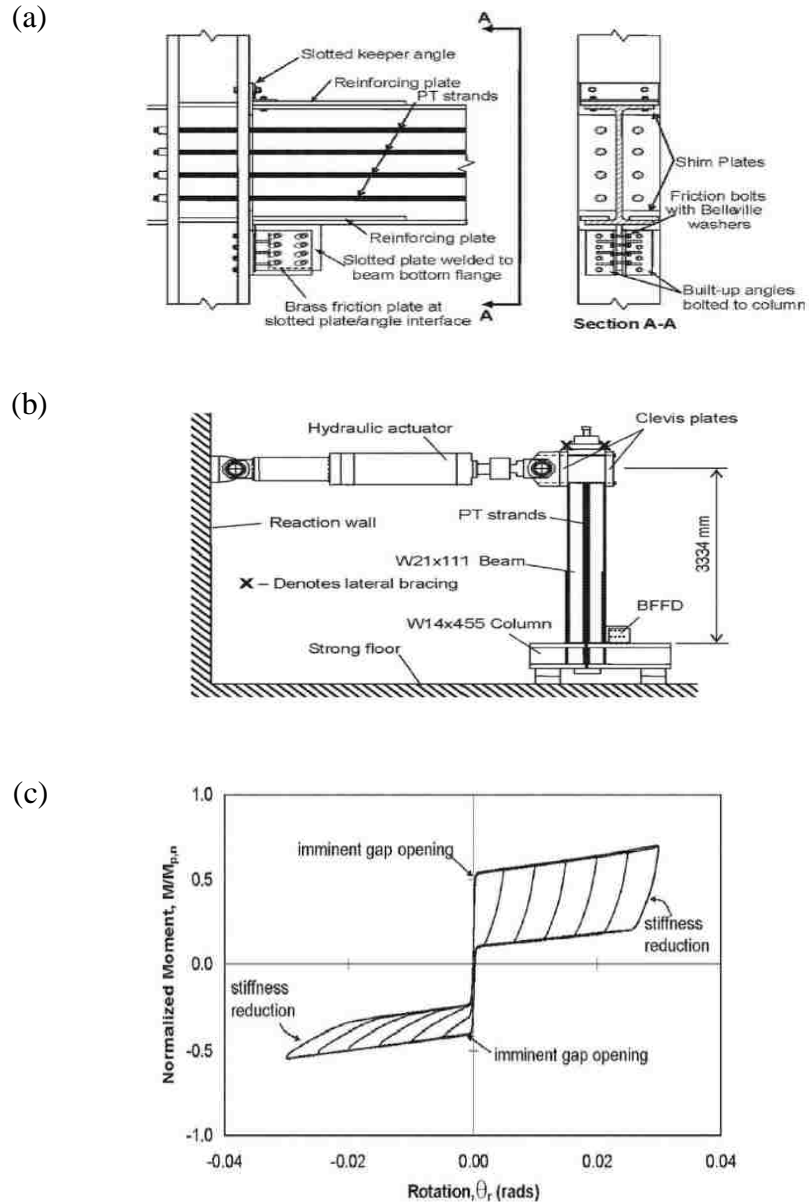 (a)
A
Slotted keeper angle
Reinforcing plate
PT strands
Reinforcing plate
Slotted plate welded to
beam bottom flange
Brass friction plate at
slotted plate/angle interface
A
Shim Plates
Friction bolts
with Belleville
washers
Built-up angles
bolted to column
Section A-A
(b)
Hydraulic actuator
Clevis plates
PT strands
Reaction wall
W21x111 Beam
X – Denotes lateral bracing
3334 mm
BFFD
W14x455 Column
Strong floor
(c)
Normalized Moment, M/Mp,n
1.0
0.5
0.0
-0.5
-1.0
imminent gap opening
stiffness
reduction
stiffness
reduction
imminent gap opening
-0.04
-0.02
0.00
0.02
0.04
Rotation,θr (rads)